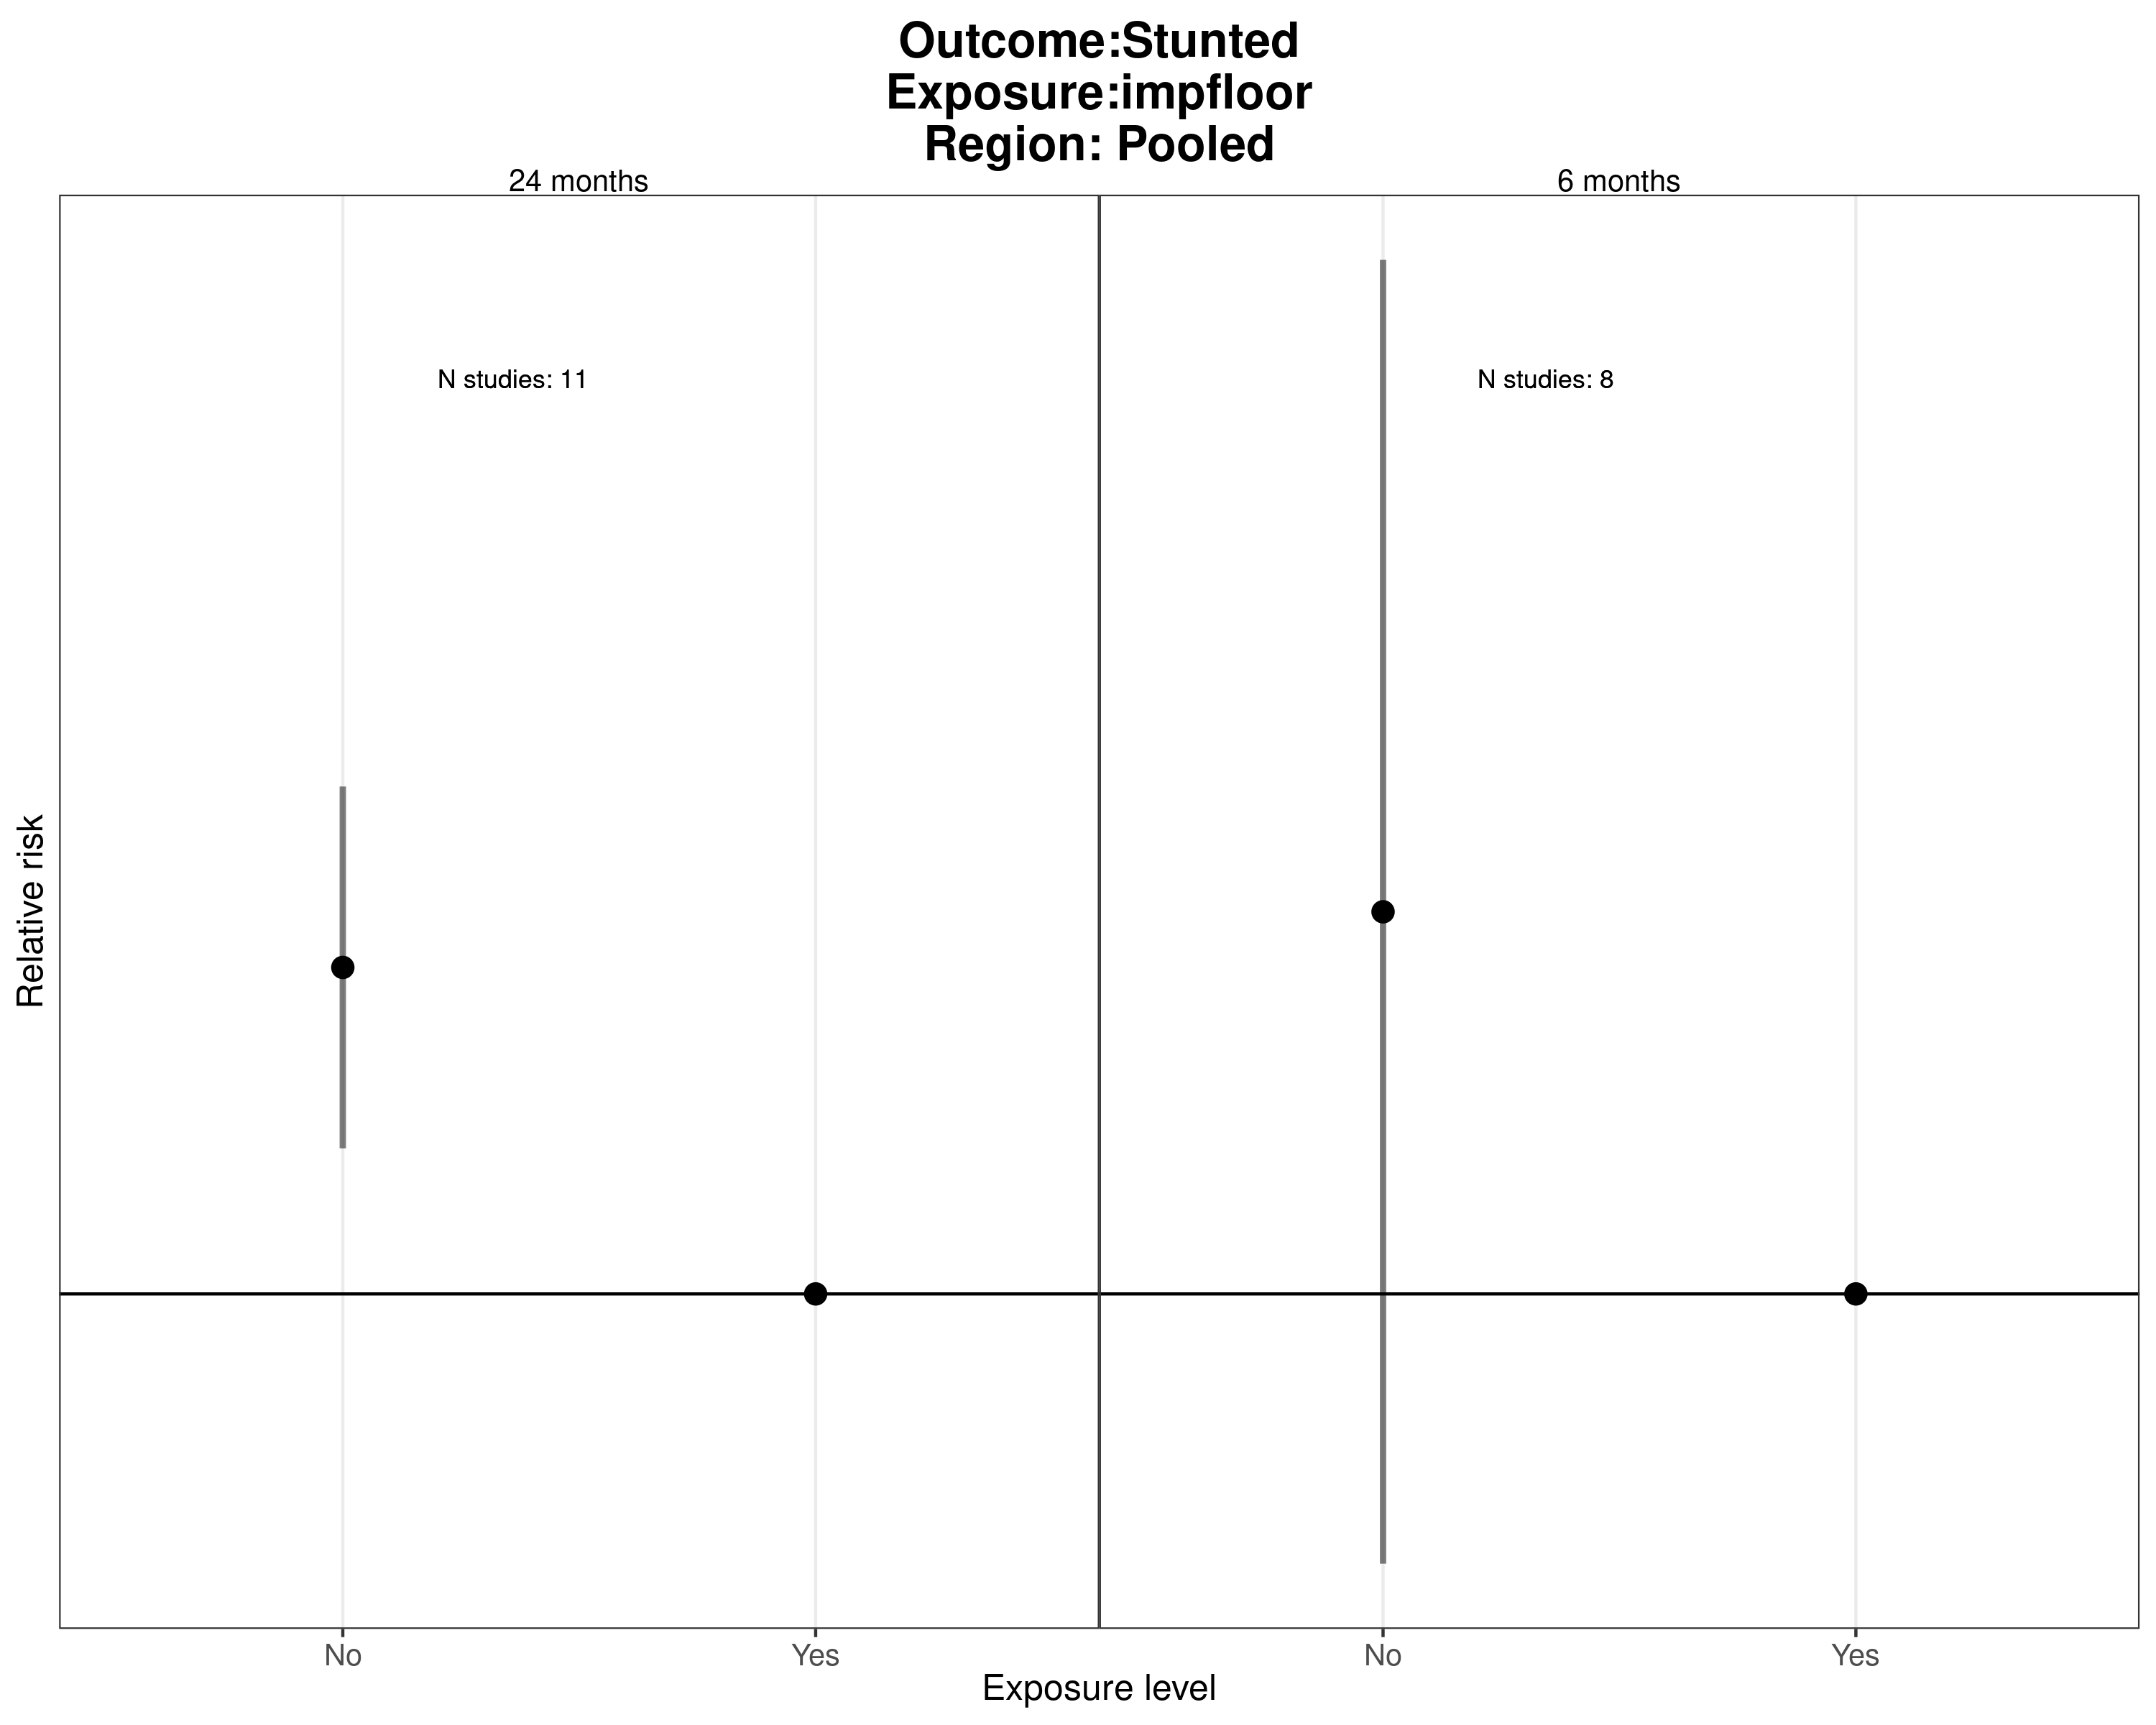 Outcome:Stunted
Exposure:impfloor
Region: Pooled
24 months
6 months
N studies: 11
N studies: 8
Relative risk
No
Yes
No
Yes
Exposure level